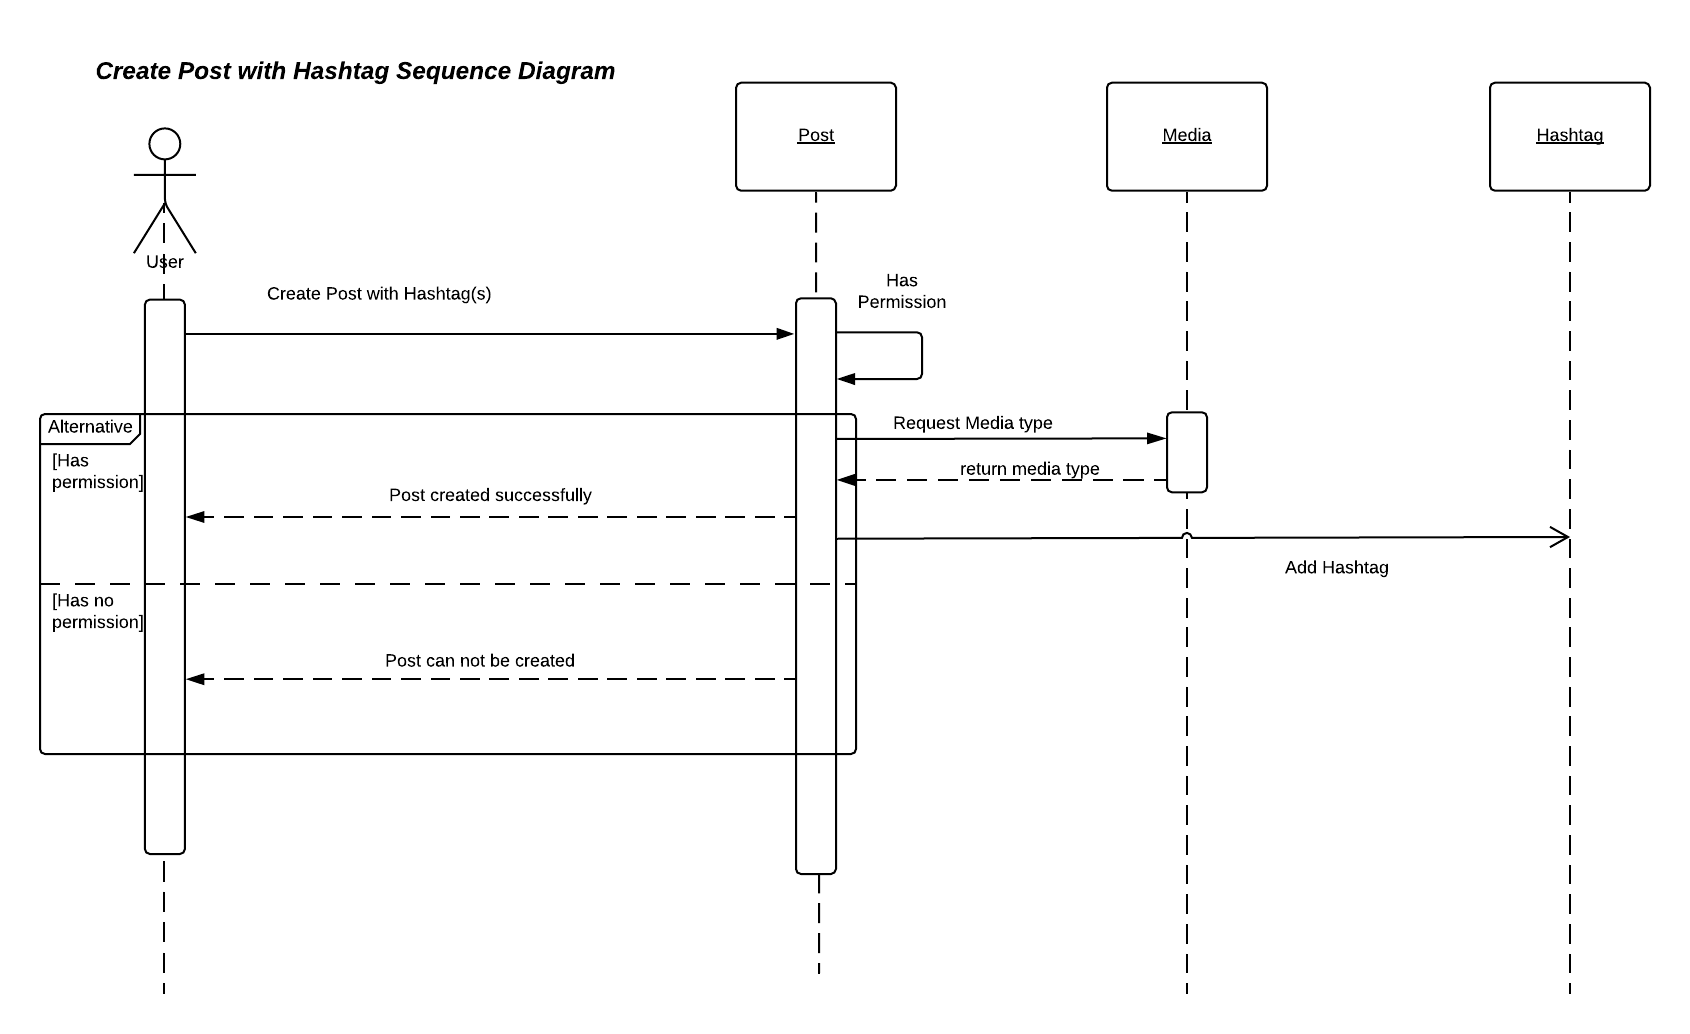 Create Post with Hashtag Sequence Diagram
Post
Media
Hashtag
User
Create Post with Hashtag(s)
Has
Permission
Alternative
[Has
permission]
Request Media type
return media type
Post created successfully
Add Hashtag
[Has no
permission]
Post can not be created